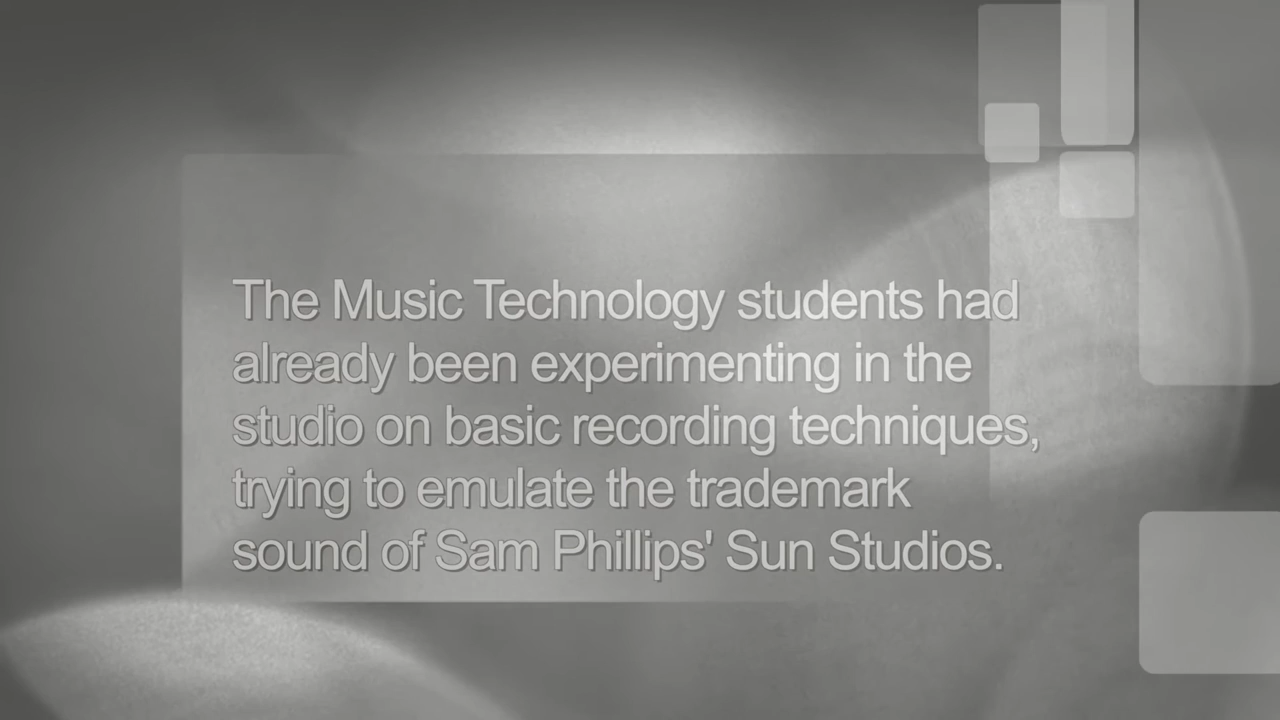 The Music Technology students had
already been experimenting in the
studio on basic recording techniques,
trying to emulate the trademark
sound of Sam Phillips' Sun Studios.